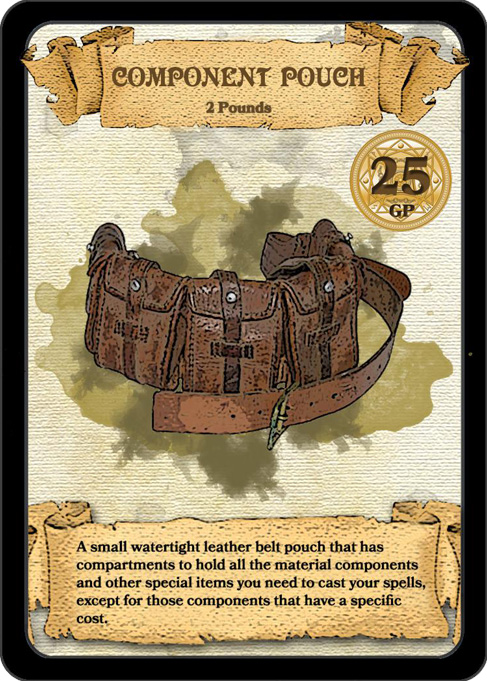 COMPONENT POUCH
2 Pounds
25
GP
A small watertight leather belt pouch that has
compartments to hold all the material components
and other special items you need to cast your spells,
except for those components that have a specific
cost.